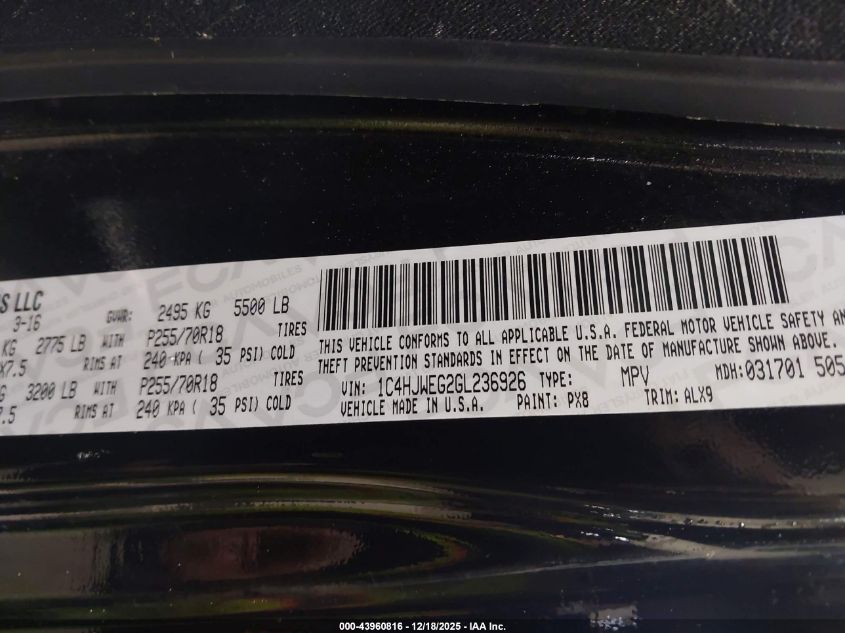 S LLC
3-16 GVWR: 2495 KG 5500 LB
KG 2775 LB WITH P255/70R18 TIRES
X7.5 RIMS AT 240 KPA ( 35 PSI) COLD
G 3200 LB WITH P255/70R18 TIRES
7.5 RIMS AT 240 KPA ( 35 PSI) COLD
THIS VEHICLE CONFORMS TO ALL APPLICABLE U.S.A. FEDERAL MOTOR VEHICLE SAFETY AN
THEFT PREVENTION STANDARDS IN EFFECT ON THE DATE OF MANUFACTURE SHOWN ABOVE.
VIN: 1C4HJWEG2GL236926 TYPE: MPV MDH:031701 505
VEHICLE MADE IN U.S.A. PAINT: PX8 TRIM: ALX9
000-43960816 - 12/18/2025 - IAA Inc.